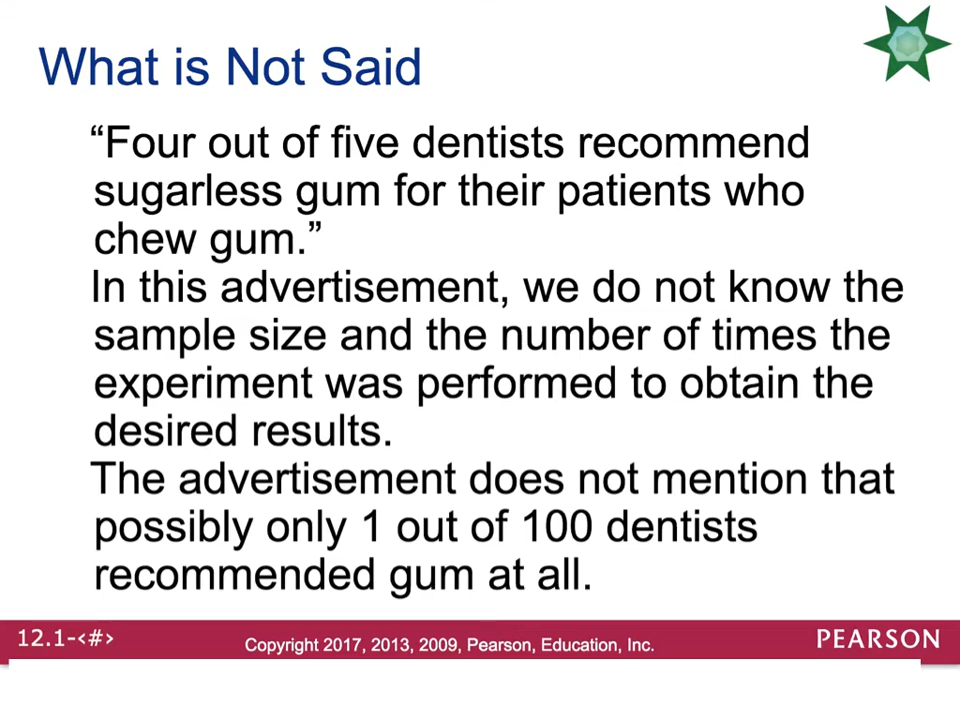 What is Not Said
“Four out of five dentists recommend
sugarless gum for their patients who
chew gum.”
In this advertisement, we do not know the
sample size and the number of times the
experiment was performed to obtain the
desired results.
The advertisement does not mention that
possibly only 1 out of 100 dentists
recommended gum at all.
12.1-‹#›
Copyright 2017, 2013, 2009, Pearson, Education, Inc.
PEARSON